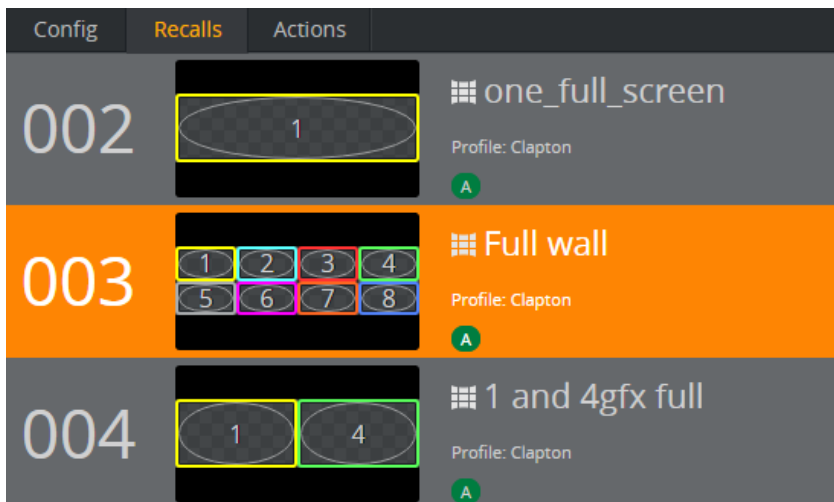 Config Recalls Actions
002
1
one_full_screen
Profile: Clapton
A
003
1 2 3 4
5 6 7 8
Full wall
Profile: Clapton
A
004
1 4
1 and 4gfx full
Profile: Clapton
A